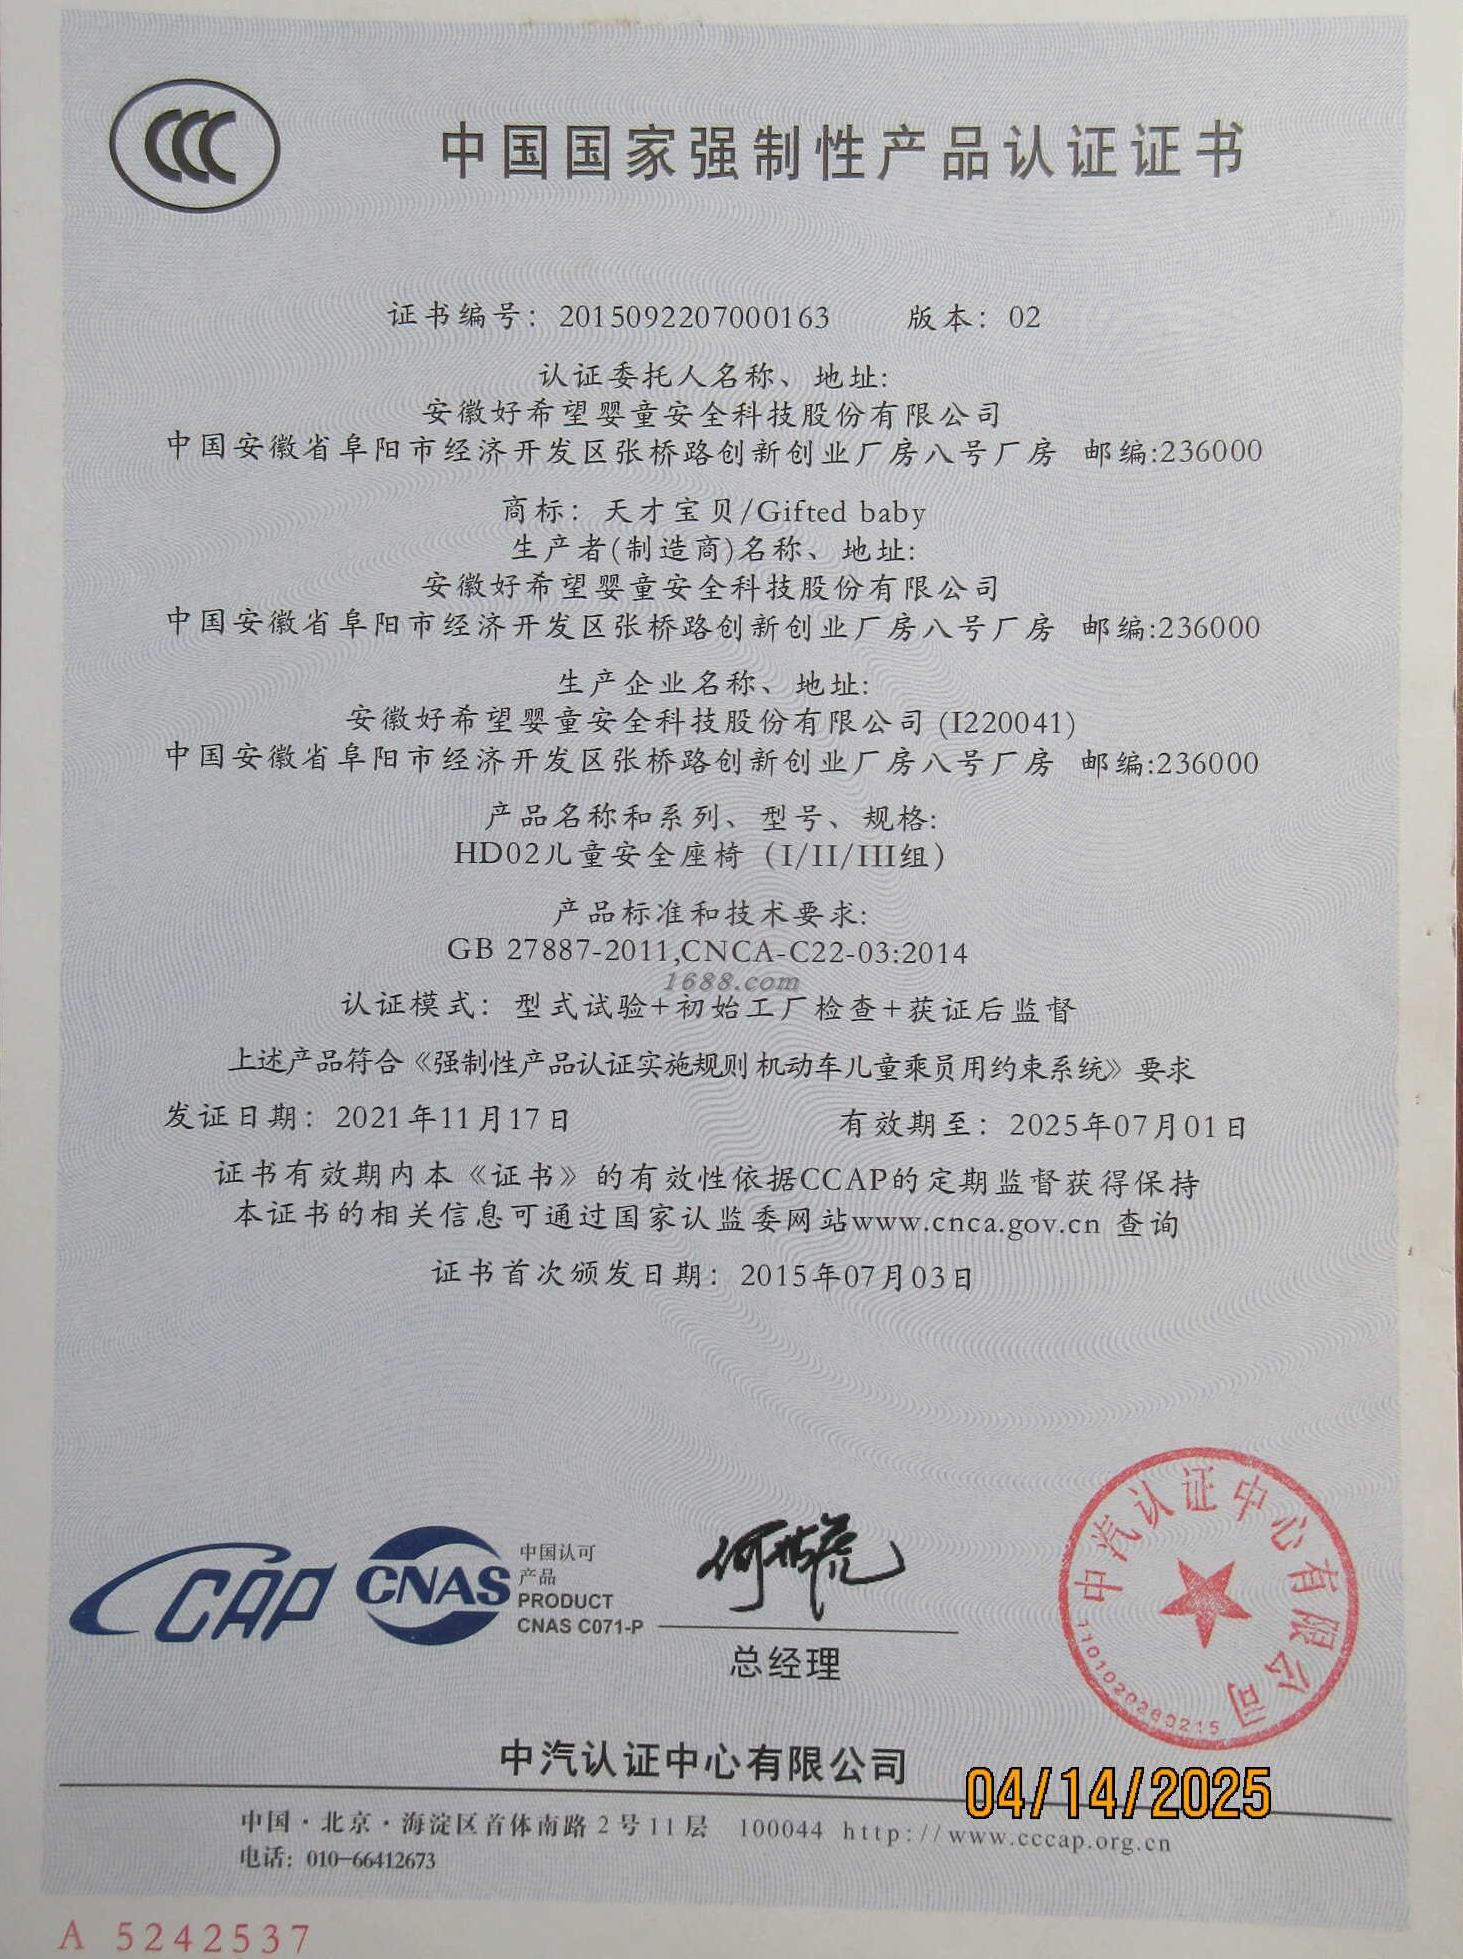 CCC
中国国家强制性产品认证证书
证书编号：2015092207000163 版本：02
认证委托人名称、地址:
安徽好希望婴童安全科技股份有限公司
中国安徽省阜阳市经济开发区张桥路创新创业厂房八号厂房 邮编:236000
商标：天才宝贝/Gifted baby
生产者(制造商)名称、地址:
安徽好希望婴童安全科技股份有限公司
中国安徽省阜阳市经济开发区张桥路创新创业厂房八号厂房 邮编:236000
生产企业名称、地址:
安徽好希望婴童安全科技股份有限公司 (I220041)
中国安徽省阜阳市经济开发区张桥路创新创业厂房八号厂房 邮编:236000
产品名称和系列、型号、规格:
HD02儿童安全座椅（I/II/III组）
产品标准和技术要求:
GB 27887-2011,CNCA-C22-03:2014
1688.com
认证模式：型式试验+初始工厂检查+获证后监督
上述产品符合《强制性产品认证实施规则 机动车儿童乘员用约束系统》要求
发证日期：2021年11月17日 有效期至：2025年07月01日
证书有效期内本《证书》的有效性依据CCAP的定期监督获得保持
本证书的相关信息可通过国家认监委网站www.cnca.gov.cn 查询
证书首次颁发日期：2015年07月03日
CCAP
CNAS
中国认可
产品
PRODUCT
CNAS C071-P
总经理
中汽认证中心有限公司
1101020260215
中汽认证中心有限公司
04/14/2025
中国·北京·海淀区首体南路2号11层 100044 http://www.cccap.org.cn
电话：010-66412673
A 5242537